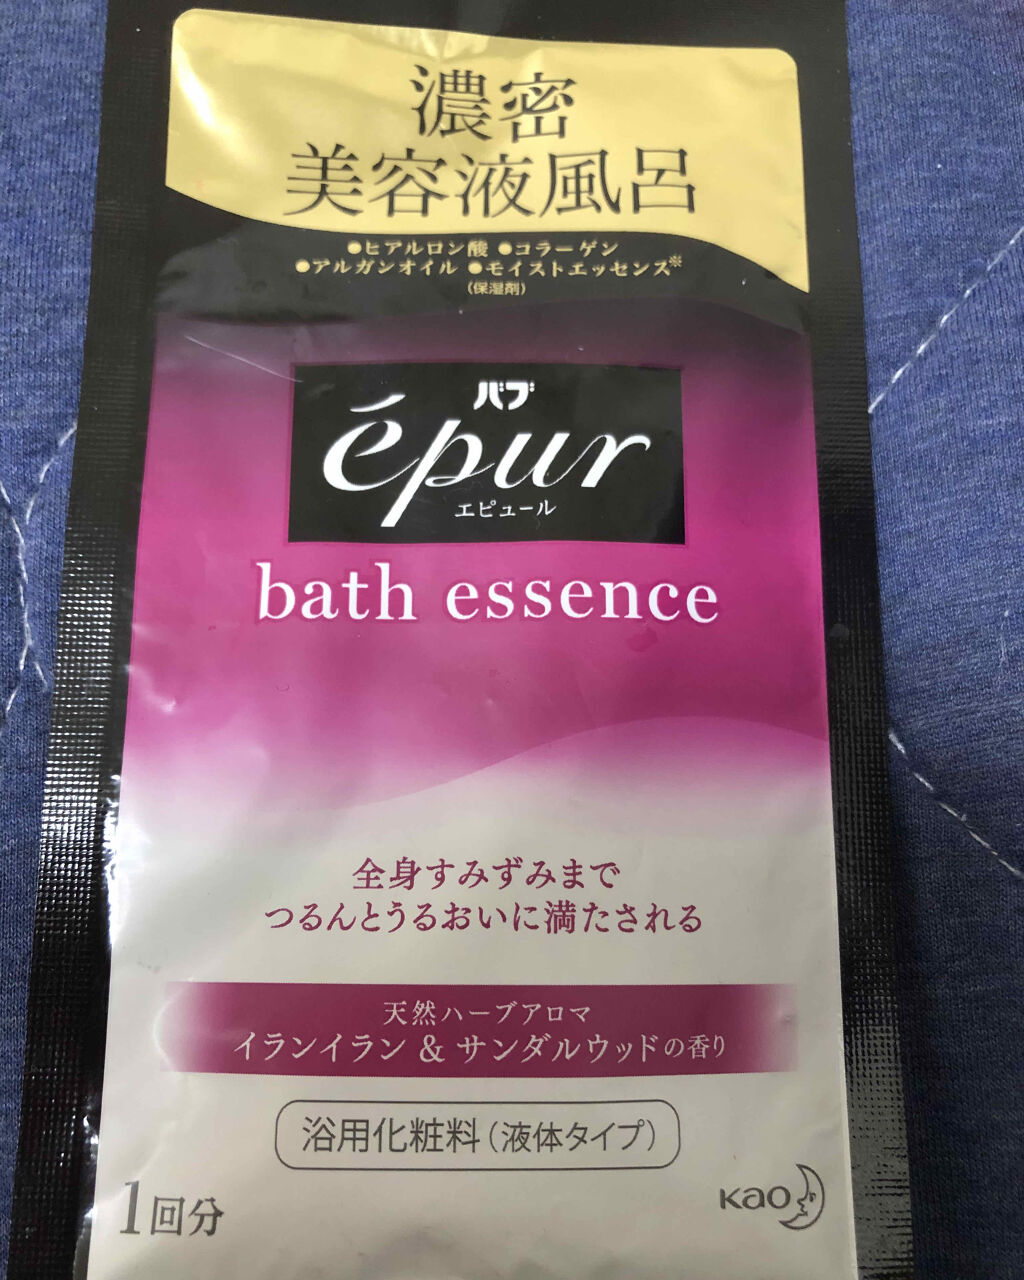 濃密
美容液風呂
●ヒアルロン酸 ●コラーゲン
●アルガンオイル ●モイストエッセンス※
(保湿剤)
バブ
épur
エピュール
bath essence
全身すみずみまで
つるんとうるおいに満たされる
天然ハーブアロマ
イランイラン & サンダルウッドの香り
浴用化粧料(液体タイプ)
1回分
Kao